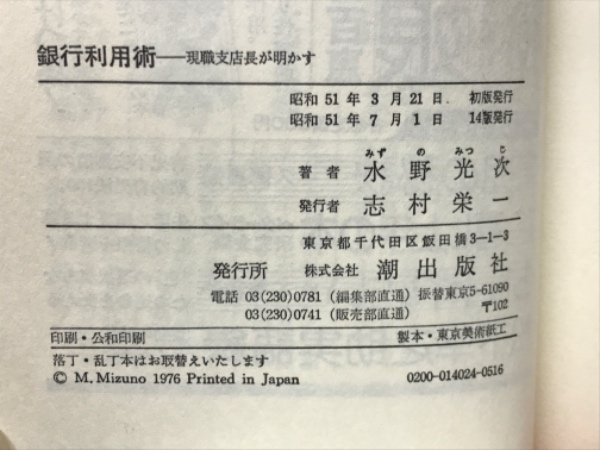 銀行利用術──現職支店長が明かす
昭和51年3月21日. 初版発行
昭和51年7月1日 14版発行
みず の みつ じ
著者 水野光次
発行者 志村栄一
東京都千代田区飯田橋3−1−3
発行所 株式会社 潮出版社
電話 03(230)0781 (編集部直通) 振替東京5-61090
03(230)0741 (販売部直通) 〒102
印刷・公和印刷 製本・東京美術紙工
落丁・乱丁本はお取替えいたします
© M. Mizuno 1976 Printed in Japan 0200-014024-0516